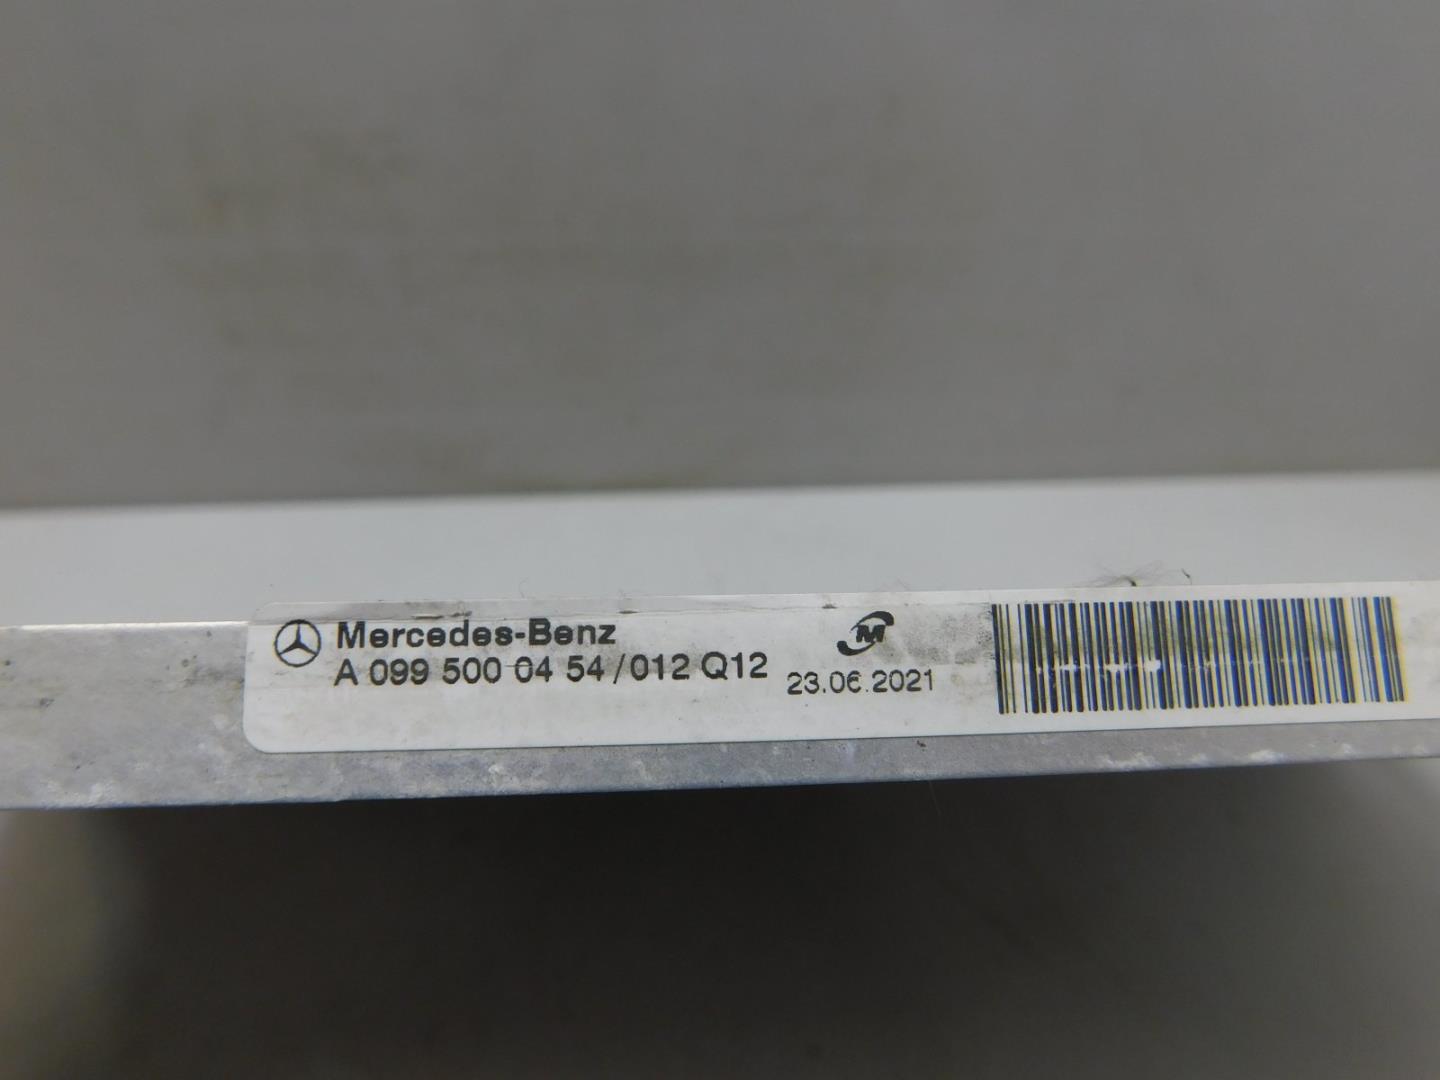 Mercedes-Benz
A 099 500 04 54/012 Q12
M
23.06.2021